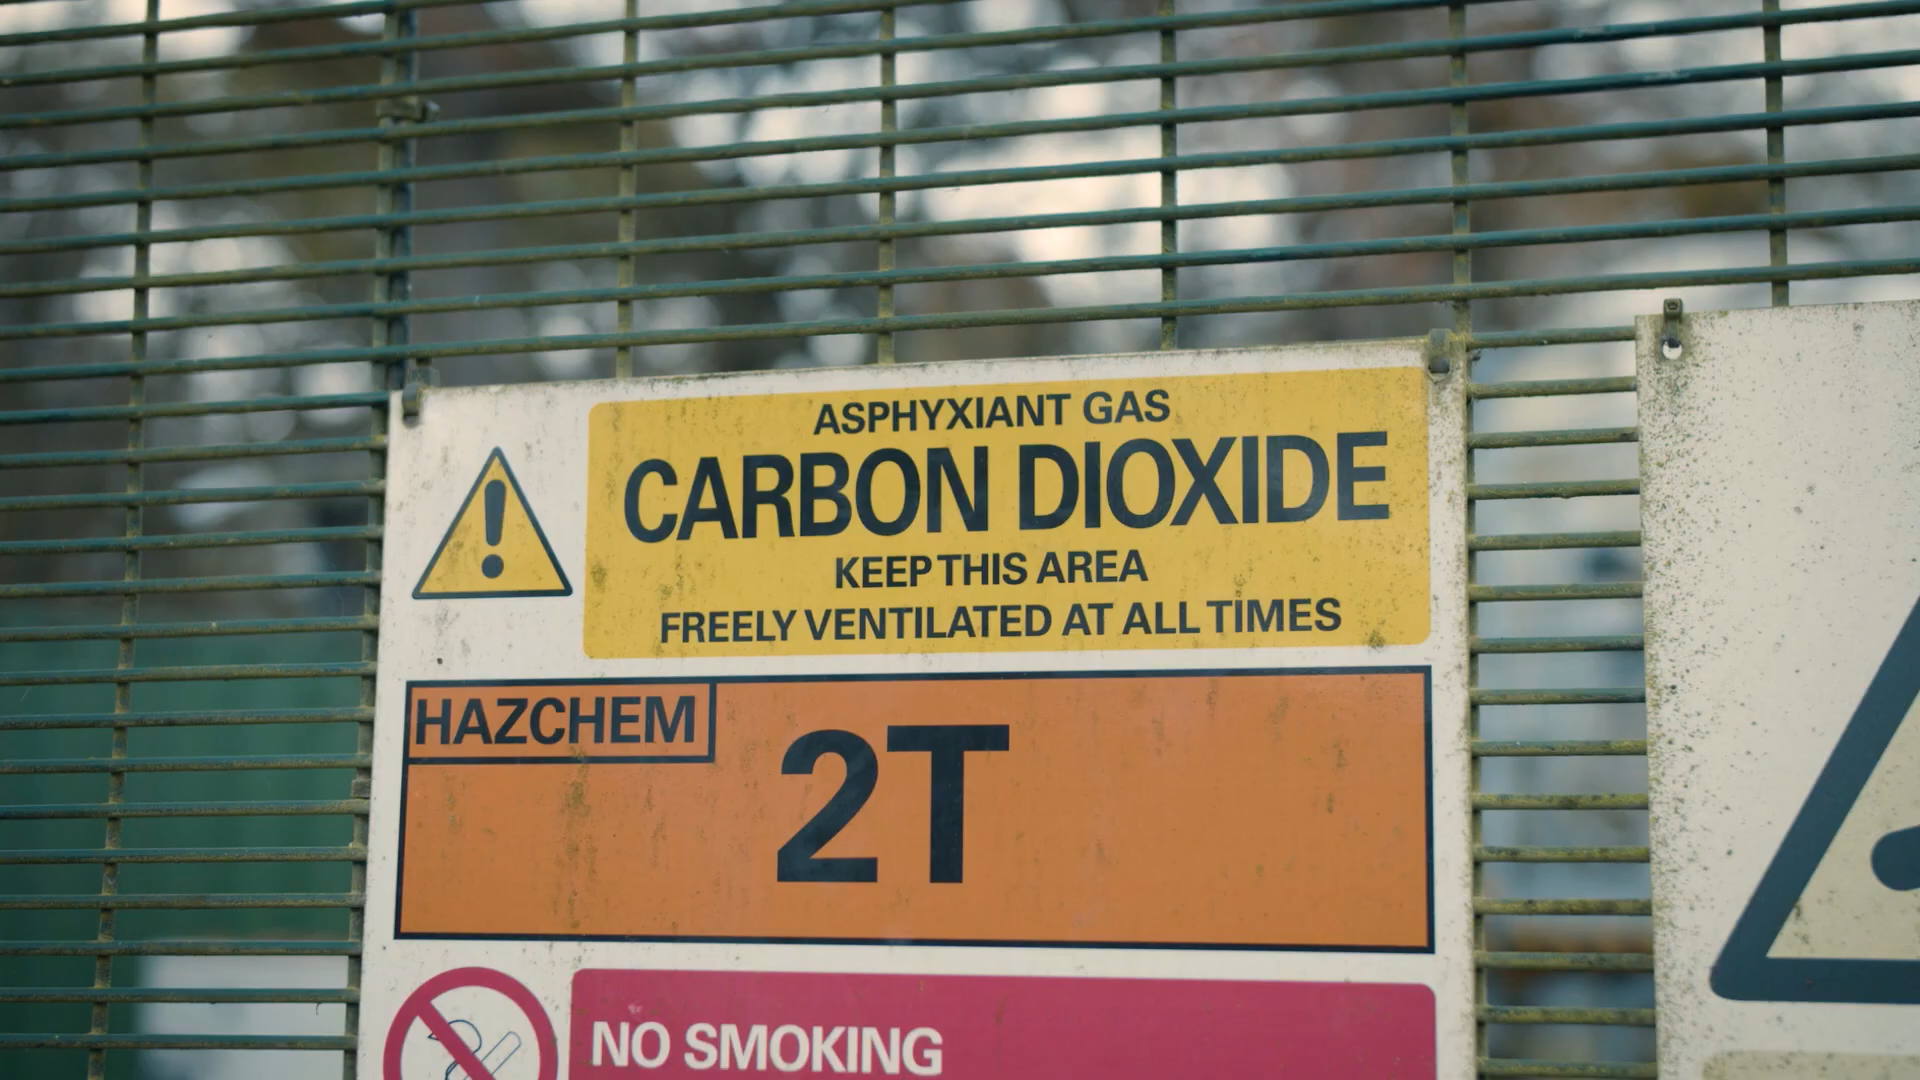 ASPHYXIANT GAS
CARBON DIOXIDE
KEEP THIS AREA
FREELY VENTILATED AT ALL TIMES
HAZCHEM
2T
NO SMOKING